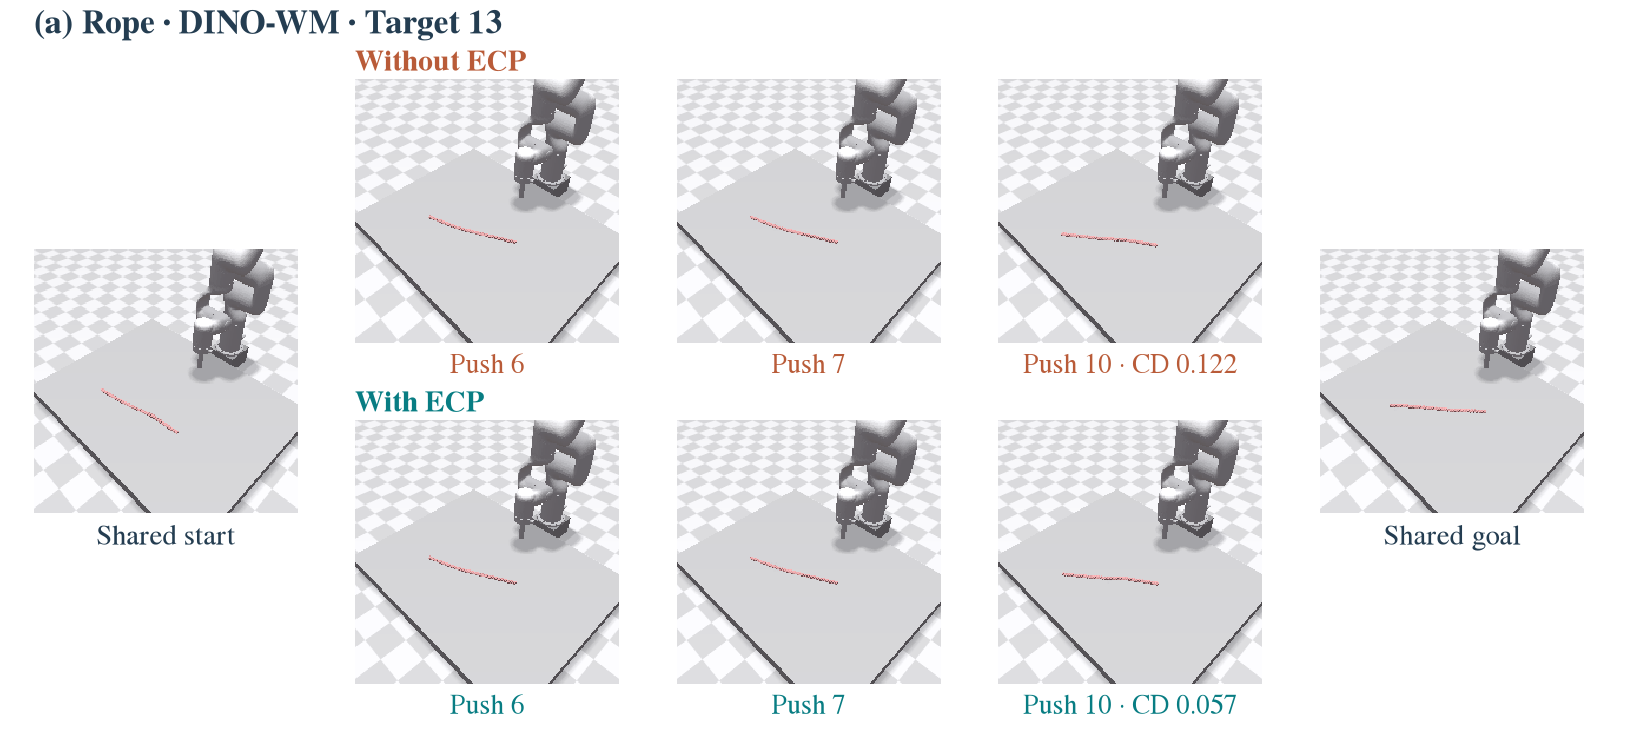 (a) Rope · DINO-WM · Target 13
Without ECP
Push 6
Push 7
Push 10 · CD 0.122
With ECP
Push 6
Push 7
Push 10 · CD 0.057
Shared start
Shared goal